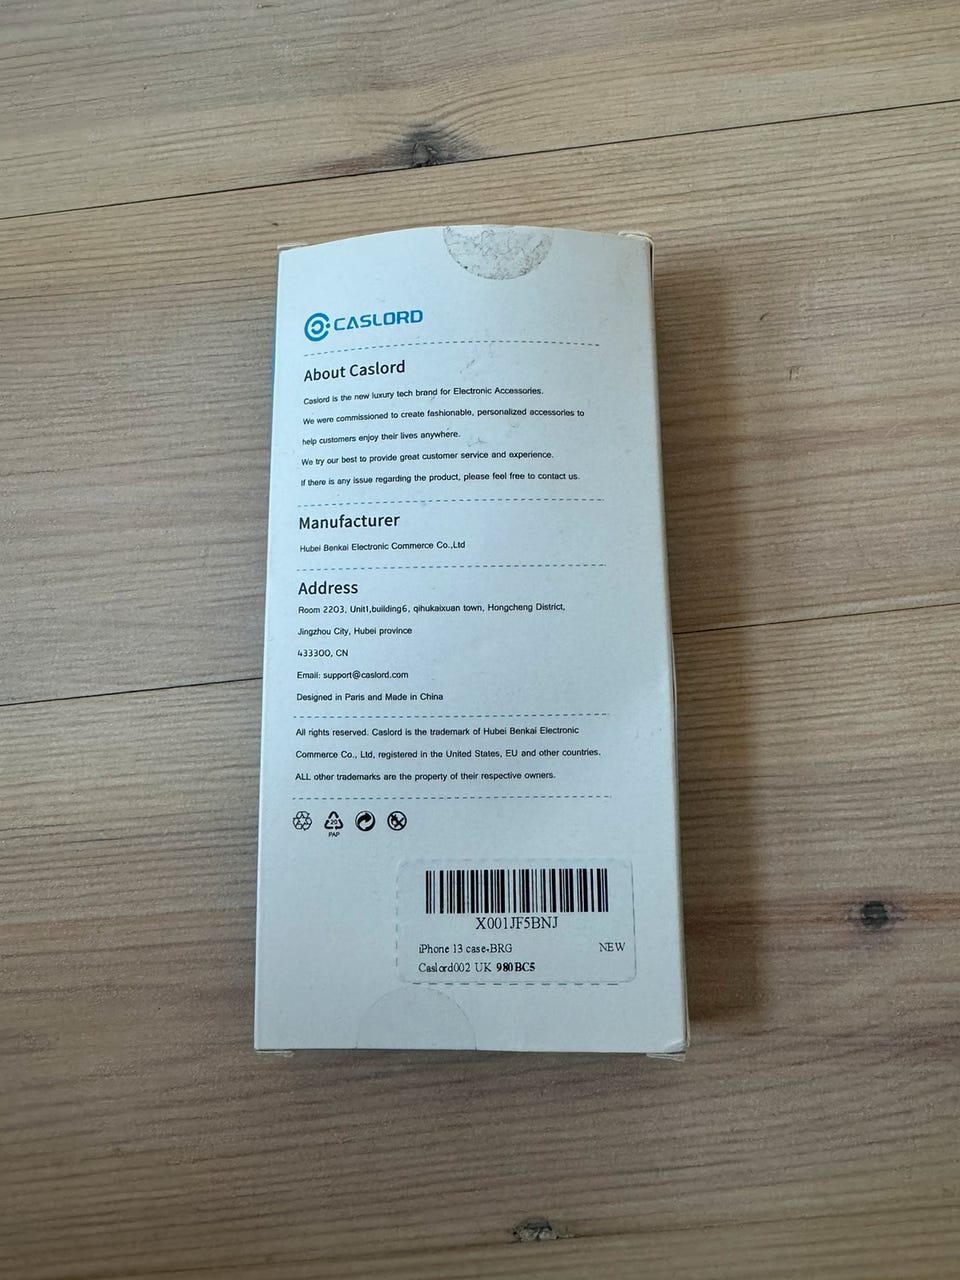 CASLORD
About Caslord
Caslord is the new luxury tech brand for Electronic Accessories.
We were commissioned to create fashionable, personalized accessories to
help customers enjoy their lives anywhere.
We try our best to provide great customer service and experience.
If there is any issue regarding the product, please feel free to contact us.
Manufacturer
Hubei Benkai Electronic Commerce Co.,Ltd
Address
Room 2203, Unit1,building6, qihukaixuan town, Hongcheng District,
Jingzhou City, Hubei province
433300, CN
Email: support@caslord.com
Designed in Paris and Made in China
All rights reserved. Caslord is the trademark of Hubei Benkai Electronic
Commerce Co., Ltd, registered in the United States, EU and other countries.
ALL other trademarks are the property of their respective owners.
20
PAP
X001JF5BNJ
iPhone 13 case-BRG NEW
Caslord002 UK 980BC5